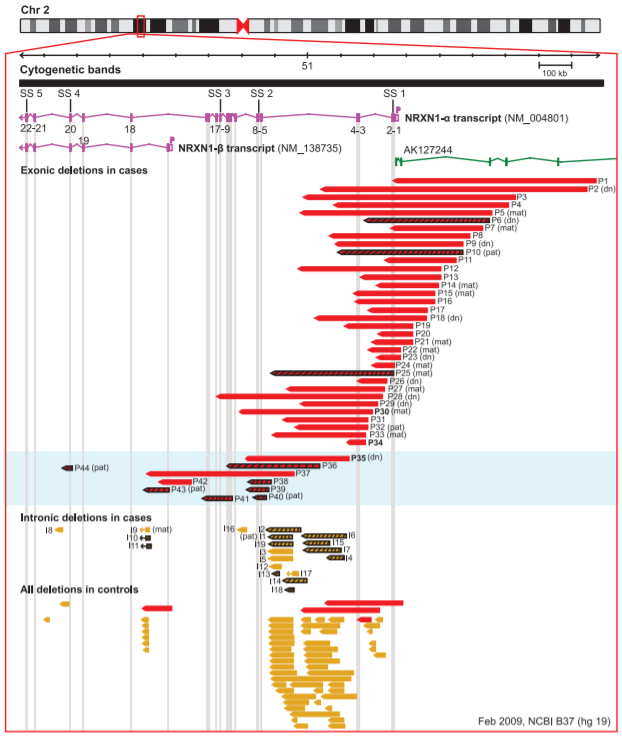 Chr 2
51
100 kb
Cytogenetic bands
SS 5 SS 4 SS 3 SS 2 SS 1
NRXN1-α transcript (NM_004801)
22-21 20 18 17-9 8-5 4-3 2-1
19
NRXN1-β transcript (NM_138735)
AK127244
Exonic deletions in cases
P1
P2 (dn)
P3
P4
P5 (mat)
P6 (dn)
P7 (mat)
P8
P9 (dn)
P10 (pat)
P11
P12
P13
P14 (mat)
P15 (mat)
P16
P17
P18 (dn)
P19
P20
P21 (mat)
P22 (mat)
P23 (dn)
P24 (mat)
P25 (mat)
P26 (dn)
P27 (mat)
P28 (dn)
P29 (dn)
P30 (mat)
P31
P32 (pat)
P33 (mat)
P34
P35 (dn)
P44 (pat) P36
P37
P42 P38
P43 (pat) P39
P41 P40 (pat)
Intronic deletions in cases
I8 I9 (mat) I16 I2 I6
I10 (pat) I1
I11 I19 I15
I3 I7
I5 I4
I12
I13 I17
I14
I18
All deletions in controls
Feb 2009, NCBI B37 (hg 19)